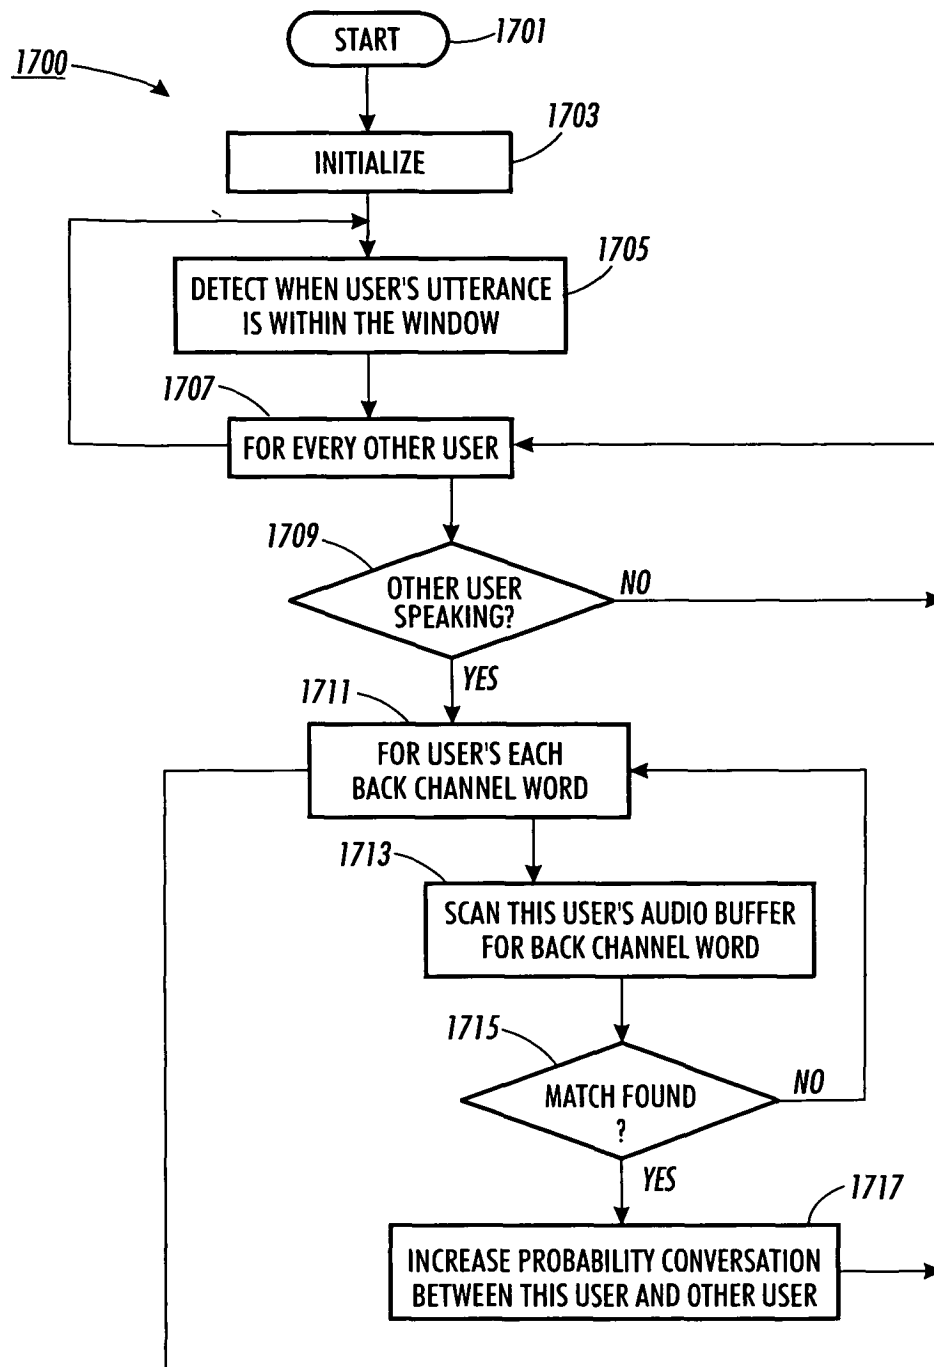 START
1701
1700
1703
INITIALIZE
1705
DETECT WHEN USER'S UTTERANCE
IS WITHIN THE WINDOW
1707
FOR EVERY OTHER USER
1709
OTHER USER
SPEAKING?
NO
YES
1711
FOR USER'S EACH
BACK CHANNEL WORD
1713
SCAN THIS USER'S AUDIO BUFFER
FOR BACK CHANNEL WORD
1715
MATCH FOUND
?
NO
YES
1717
INCREASE PROBABILITY CONVERSATION
BETWEEN THIS USER AND OTHER USER